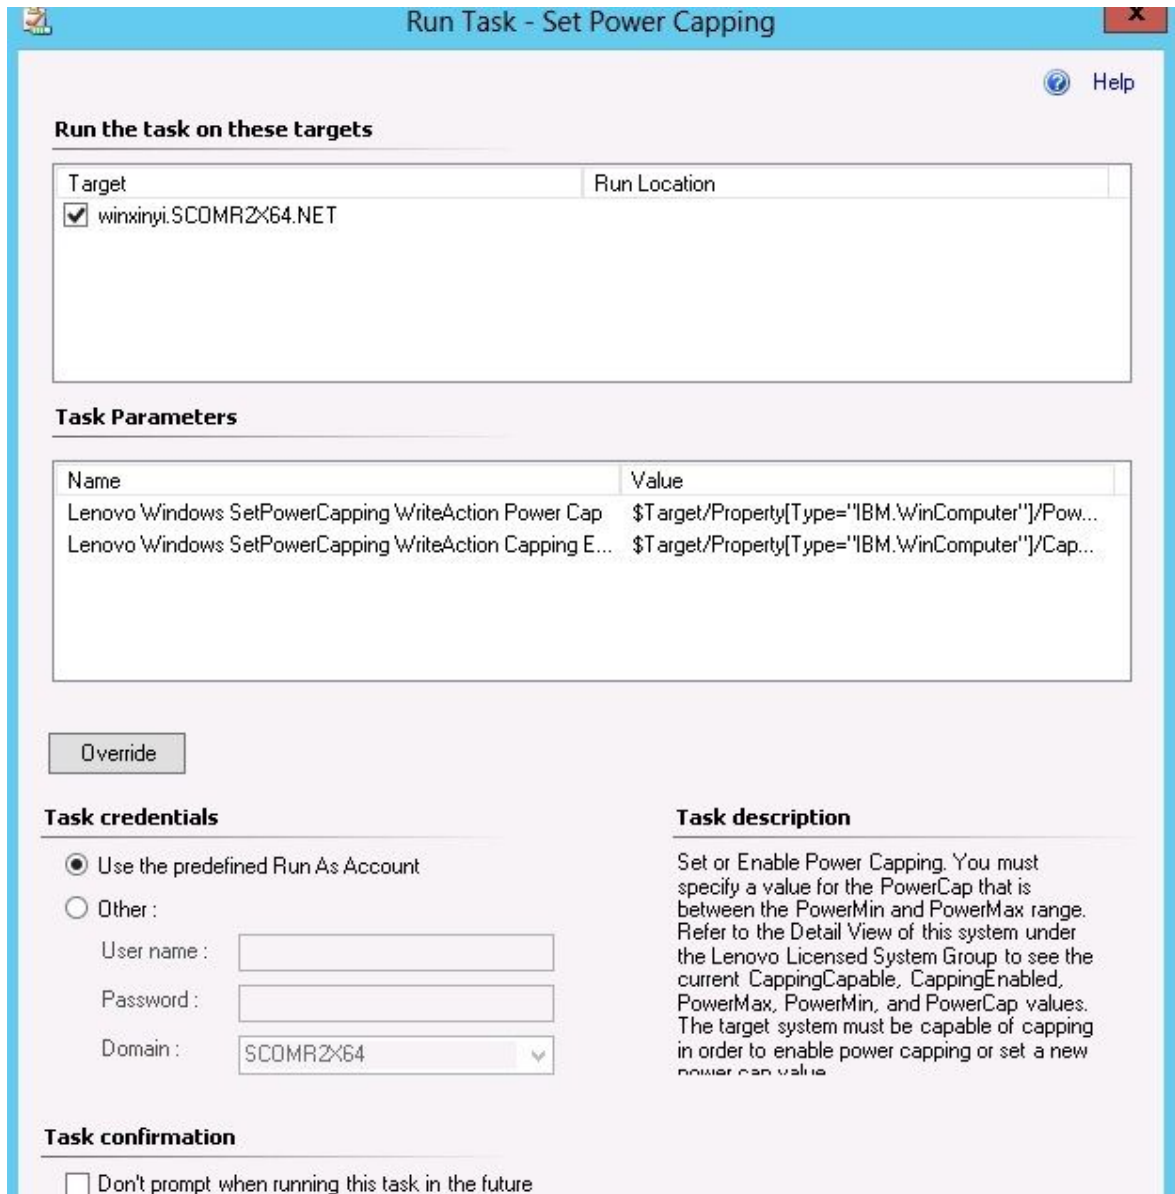 Run Task - Set Power Capping
x
Help
Run the task on these targets
Target Run Location
winxinyi.SCOMR2X64.NET
Task Parameters
Name Value
Lenovo Windows SetPowerCapping WriteAction Power Cap $Target/Property[Type="IBM.WinComputer"]/Pow...
Lenovo Windows SetPowerCapping WriteAction Capping E... $Target/Property[Type="IBM.WinComputer"]/Cap...
Override
Task credentials
Use the predefined Run As Account
Other :
User name :
Password :
Domain : SCOMR2X64
Task description
Set or Enable Power Capping. You must
specify a value for the PowerCap that is
between the PowerMin and PowerMax range.
Refer to the Detail View of this system under
the Lenovo Licensed System Group to see the
current CappingCapable, CappingEnabled,
PowerMax, PowerMin, and PowerCap values.
The target system must be capable of capping
in order to enable power capping or set a new
power cap value
Task confirmation
Don't prompt when running this task in the future